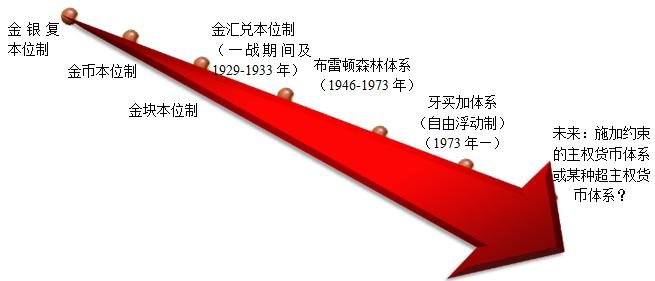 金 银 复
本位制
金币本位制
金块本位制
金汇兑本位制
（一战期间及
1929-1933 年）
布雷顿森林体系
（1946-1973 年）
牙买加体系
（自由浮动制）
（1973 年一）
未来：施加约束
的主权货币体系
或某种超主权货
币体系？